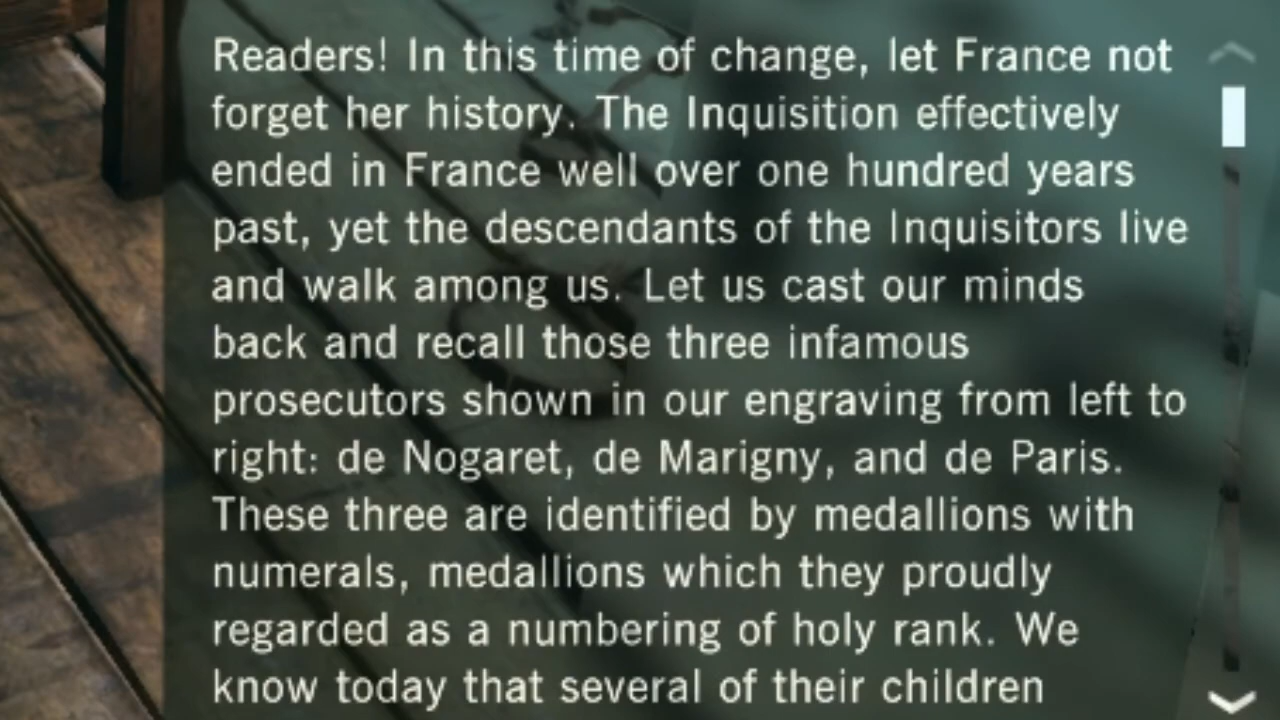 Readers! In this time of change, let France not
forget her history. The Inquisition effectively
ended in France well over one hundred years
past, yet the descendants of the Inquisitors live
and walk among us. Let us cast our minds
back and recall those three infamous
prosecutors shown in our engraving from left to
right: de Nogaret, de Marigny, and de Paris.
These three are identified by medallions with
numerals, medallions which they proudly
regarded as a numbering of holy rank. We
know today that several of their children